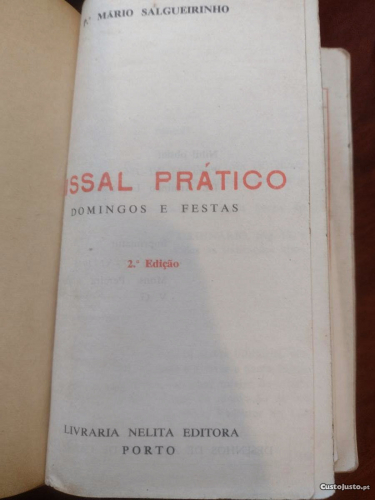 P.ᵉ MÁRIO SALGUEIRINHO
ISSAL PRÁTICO
DOMINGOS E FESTAS
2.ª Edição
LIVRARIA NELITA EDITORA
PORTO
CustoJusto.pt